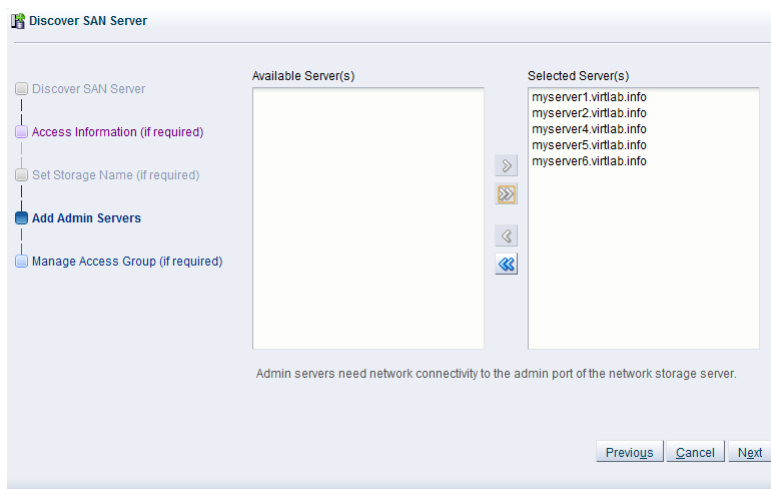 Discover SAN Server
Discover SAN Server
Access Information (if required)
Set Storage Name (if required)
Add Admin Servers
Manage Access Group (if required)
Available Server(s)
Selected Server(s)
myserver1.virtlab.info
myserver2.virtlab.info
myserver4.virtlab.info
myserver5.virtlab.info
myserver6.virtlab.info
Admin servers need network connectivity to the admin port of the network storage server.
Previous Cancel Next